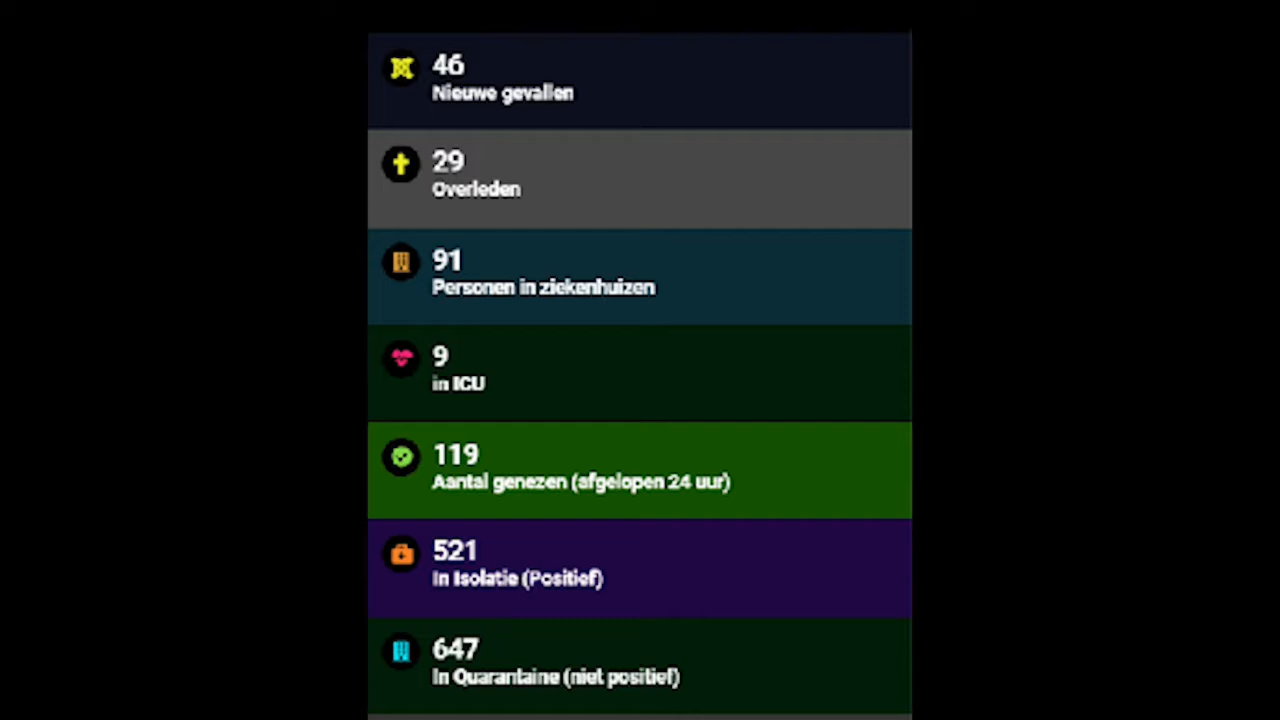 46
Nieuwe gevallen
29
Overleden
91
Personen in ziekenhuizen
9
in ICU
119
Aantal genezen (afgelopen 24 uur)
521
In Isolatie (Positief)
647
In Quarantaine (niet positief)